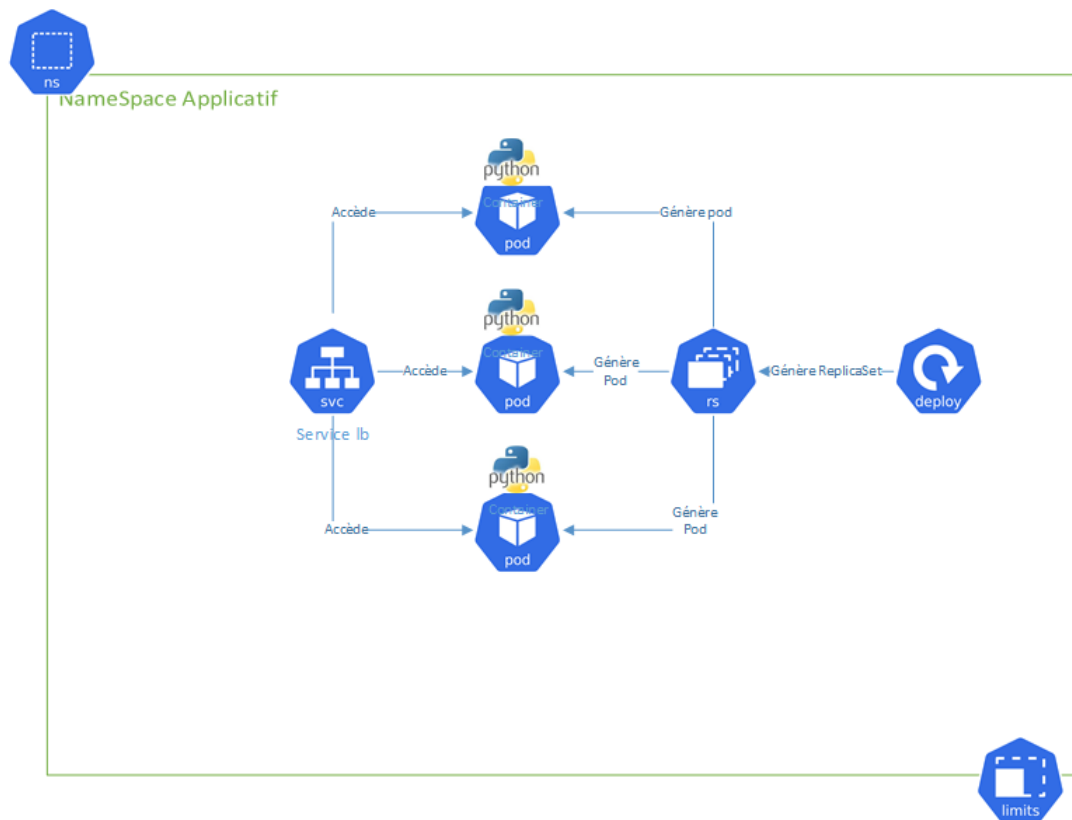 ns
NameSpace Applicatif
python
Container
pod
Accède
Génère pod
python
Container
pod
Accède
Génère
Pod
svc
Service lb
rs
Génère ReplicaSet
deploy
python
Container
pod
Accède
Génère
Pod
limits